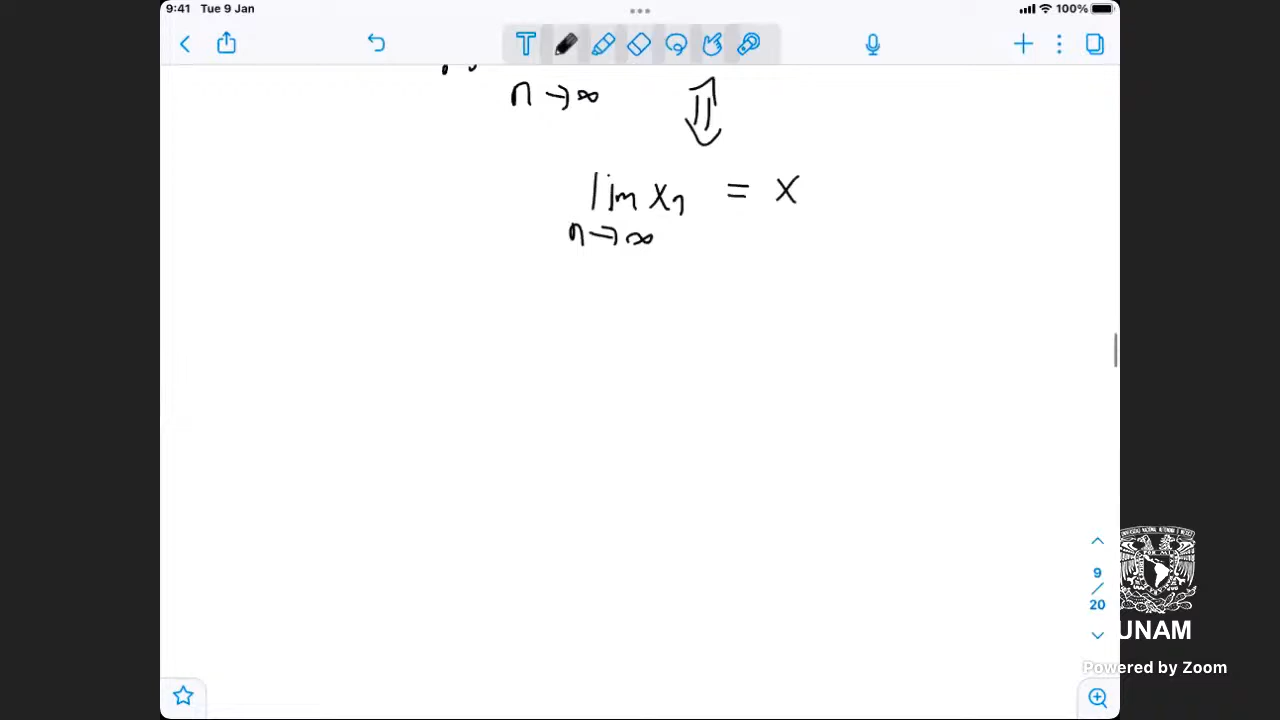 9:41 Tue 9 Jan 100%
n → ∞
⇕
lim xn = x
n → ∞
9
/
20
UNAM
Powered by Zoom